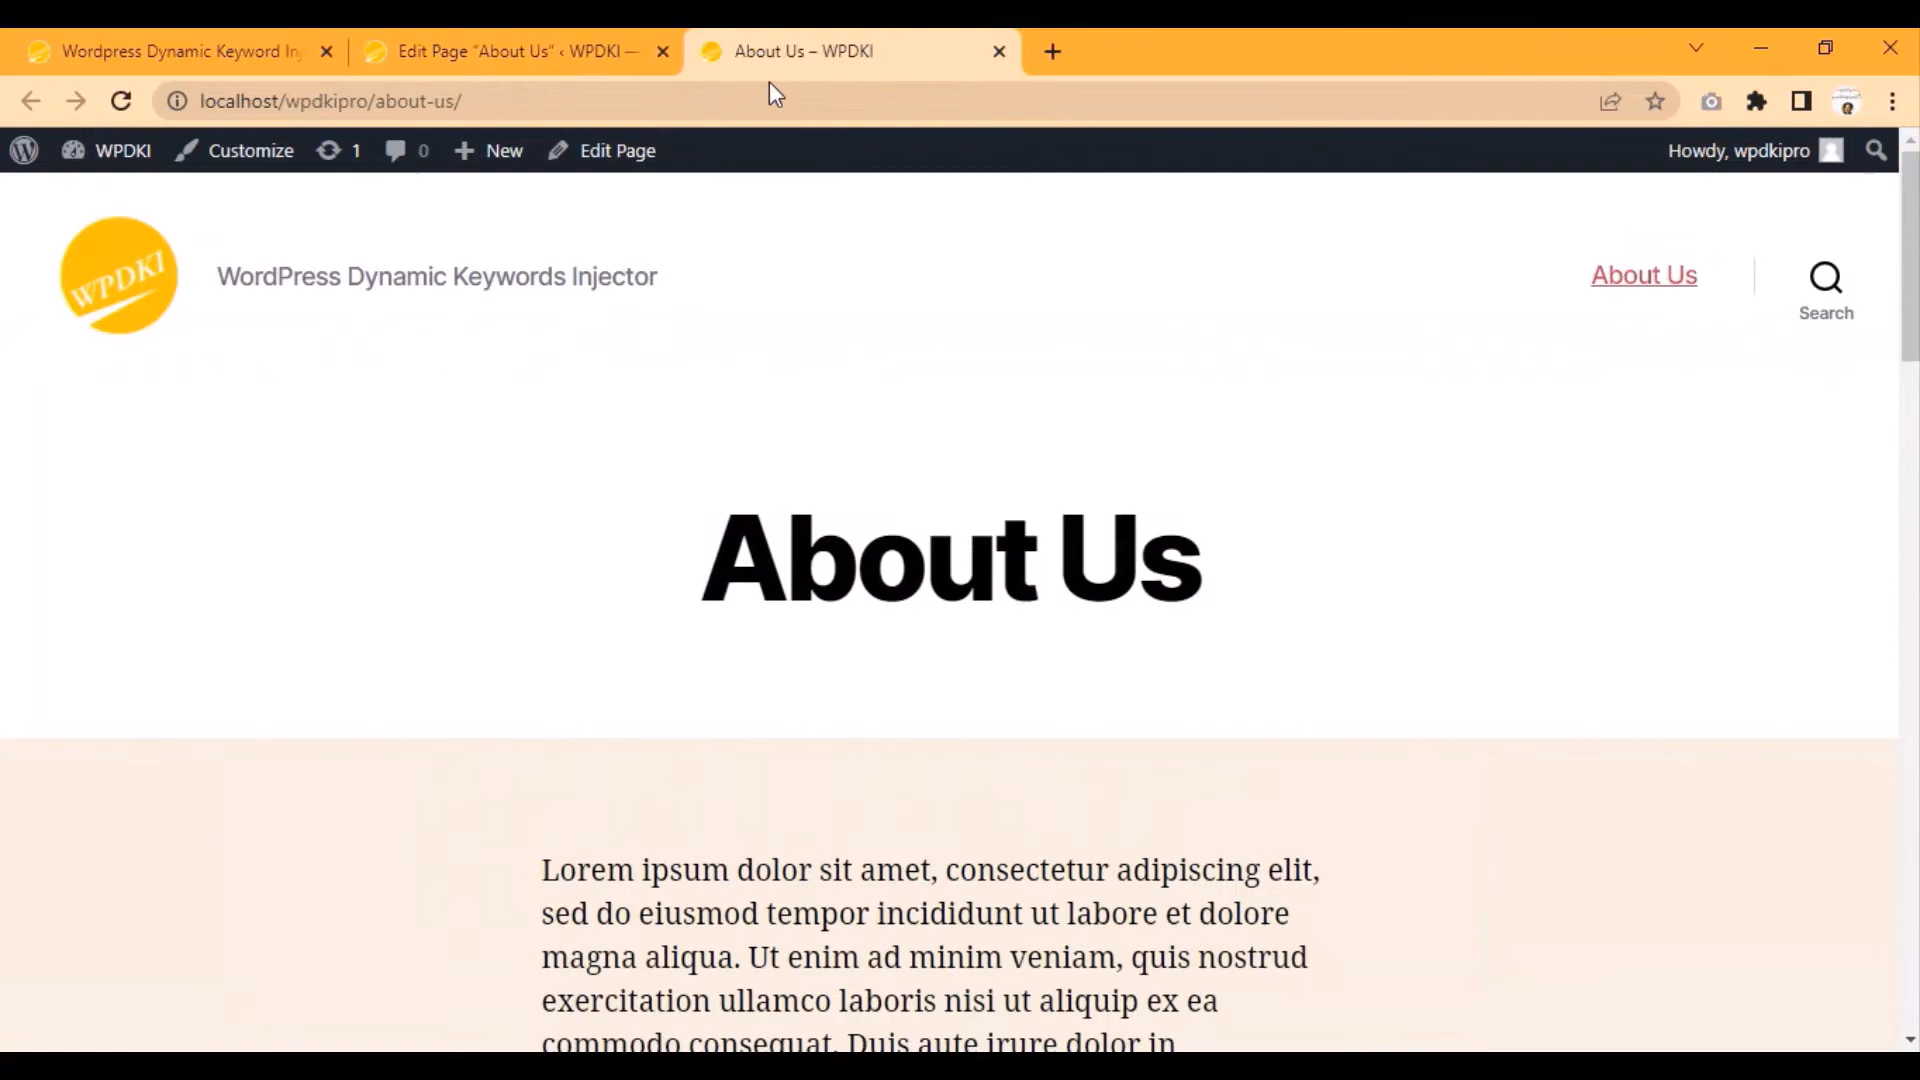 Wordpress Dynamic Keyword In
Edit Page “About Us” ‹ WPDKI —
About Us – WPDKI
localhost/wpdkipro/about-us/
WPDKI
Customize
1
0
New
Edit Page
Howdy, wpdkipro
WPDKI
WordPress Dynamic Keywords Injector
About Us
Search
About Us
Lorem ipsum dolor sit amet, consectetur adipiscing elit,
sed do eiusmod tempor incididunt ut labore et dolore
magna aliqua. Ut enim ad minim veniam, quis nostrud
exercitation ullamco laboris nisi ut aliquip ex ea
commodo consequat. Duis aute irure dolor in